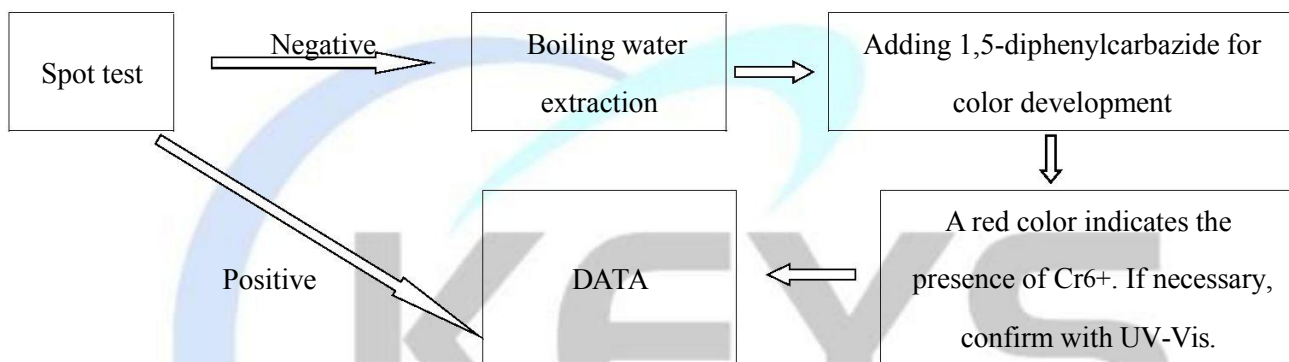 Spot test
Negative
Boiling water
extraction
Adding 1,5-diphenylcarbazide for
color development
A red color indicates the
presence of Cr6+. If necessary,
confirm with UV-Vis.
DATA
Positive
KEYS